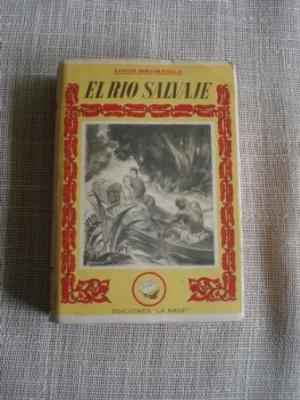 LOUIS BROMFIELD
EL RIO SALVAJE
EDICIONES "LA NAVE"